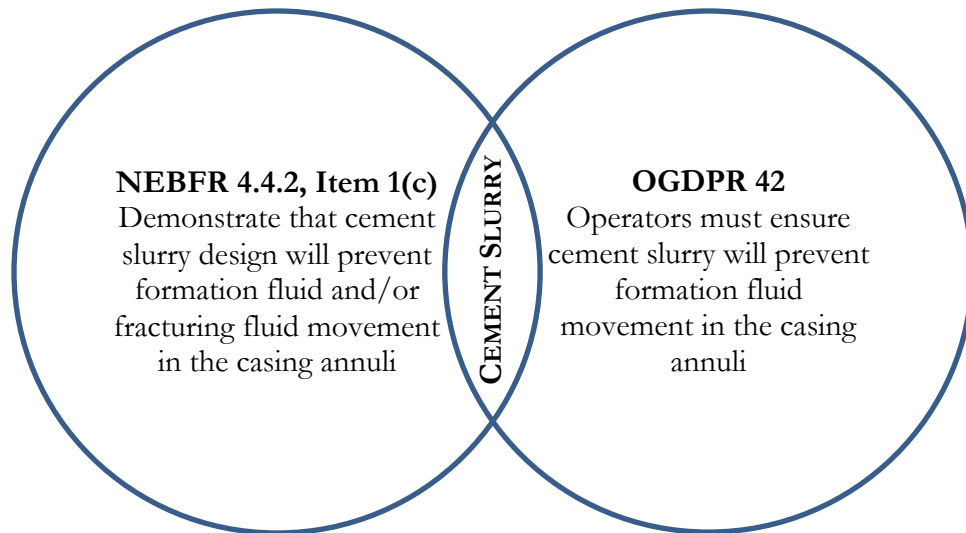 NEBFR 4.4.2, Item 1(c)
Demonstrate that cement
slurry design will prevent
formation fluid and/or
fracturing fluid movement
in the casing annuli
CEMENT SLURRY
OGDPR 42
Operators must ensure
cement slurry will prevent
formation fluid
movement in the casing
annuli